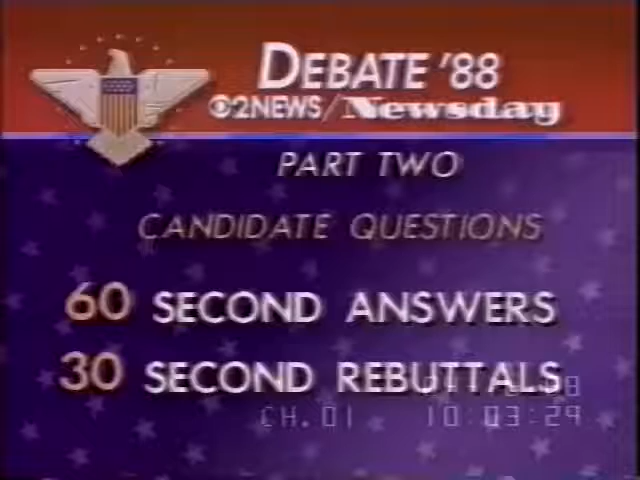 DEBATE '88
2NEWS/Newsday
PART TWO
CANDIDATE QUESTIONS
60 SECOND ANSWERS
30 SECOND REBUTTALS
CH.01 10:03:29